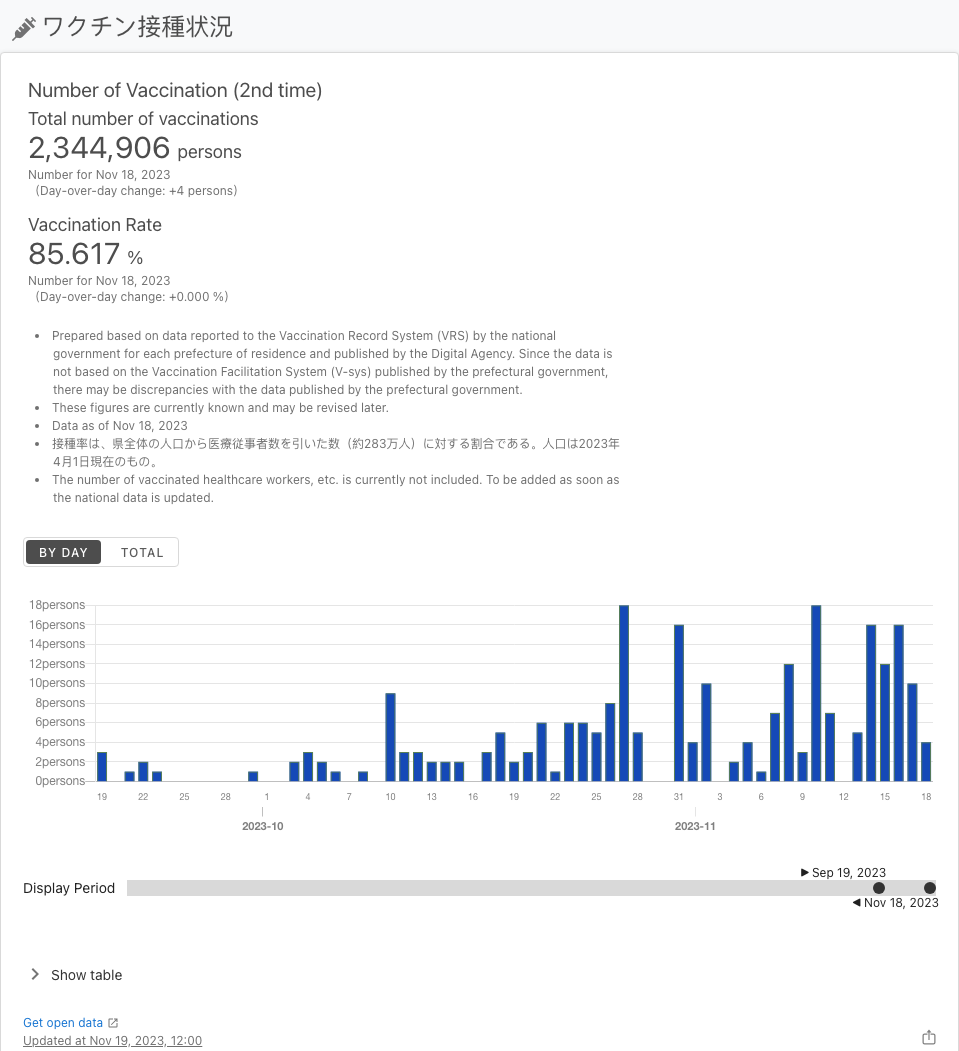 ワクチン接種状況
Number of Vaccination (2nd time)
Total number of vaccinations
2,344,906 persons
Number for Nov 18, 2023
(Day-over-day change: +4 persons)
Vaccination Rate
85.617 %
Number for Nov 18, 2023
(Day-over-day change: +0.000 %)
• Prepared based on data reported to the Vaccination Record System (VRS) by the national
government for each prefecture of residence and published by the Digital Agency. Since the data is
not based on the Vaccination Facilitation System (V-sys) published by the prefectural government,
there may be discrepancies with the data published by the prefectural government.
• These figures are currently known and may be revised later.
• Data as of Nov 18, 2023
• 接種率は、県全体の人口から医療従事者数を引いた数（約283万人）に対する割合である。人口は2023年
4月1日現在のもの。
• The number of vaccinated healthcare workers, etc. is currently not included. To be added as soon as
the national data is updated.
BY DAY TOTAL
18persons
16persons
14persons
12persons
10persons
8persons
6persons
4persons
2persons
0persons
19 22 25 28 1 4 7 10 13 16 19 22 25 28 31 3 6 9 12 15 18
2023-10 2023-11
Sep 19, 2023
Display Period
Nov 18, 2023
Show table
Get open data
Updated at Nov 19, 2023, 12:00